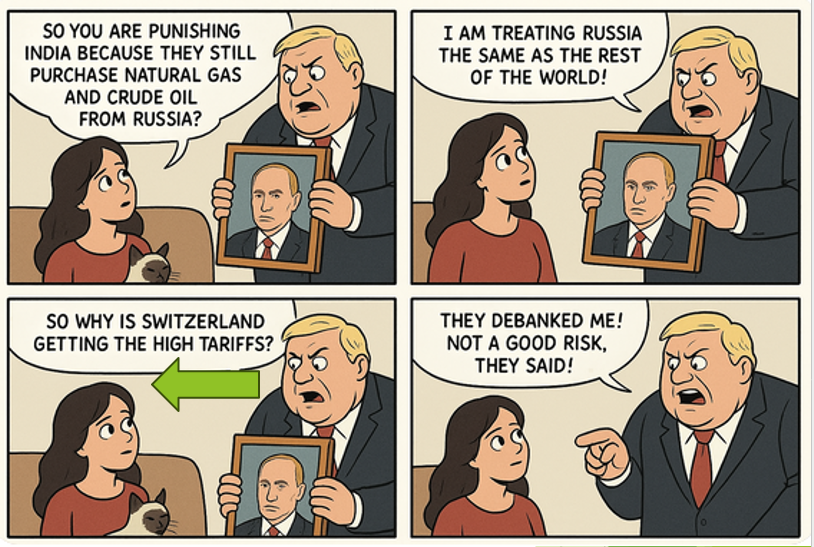 SO YOU ARE PUNISHING
INDIA BECAUSE THEY STILL
PURCHASE NATURAL GAS
AND CRUDE OIL
FROM RUSSIA?
I AM TREATING RUSSIA
THE SAME AS THE REST
OF THE WORLD!
SO WHY IS SWITZERLAND
GETTING THE HIGH TARIFFS?
THEY DEBANKED ME!
NOT A GOOD RISK,
THEY SAID!